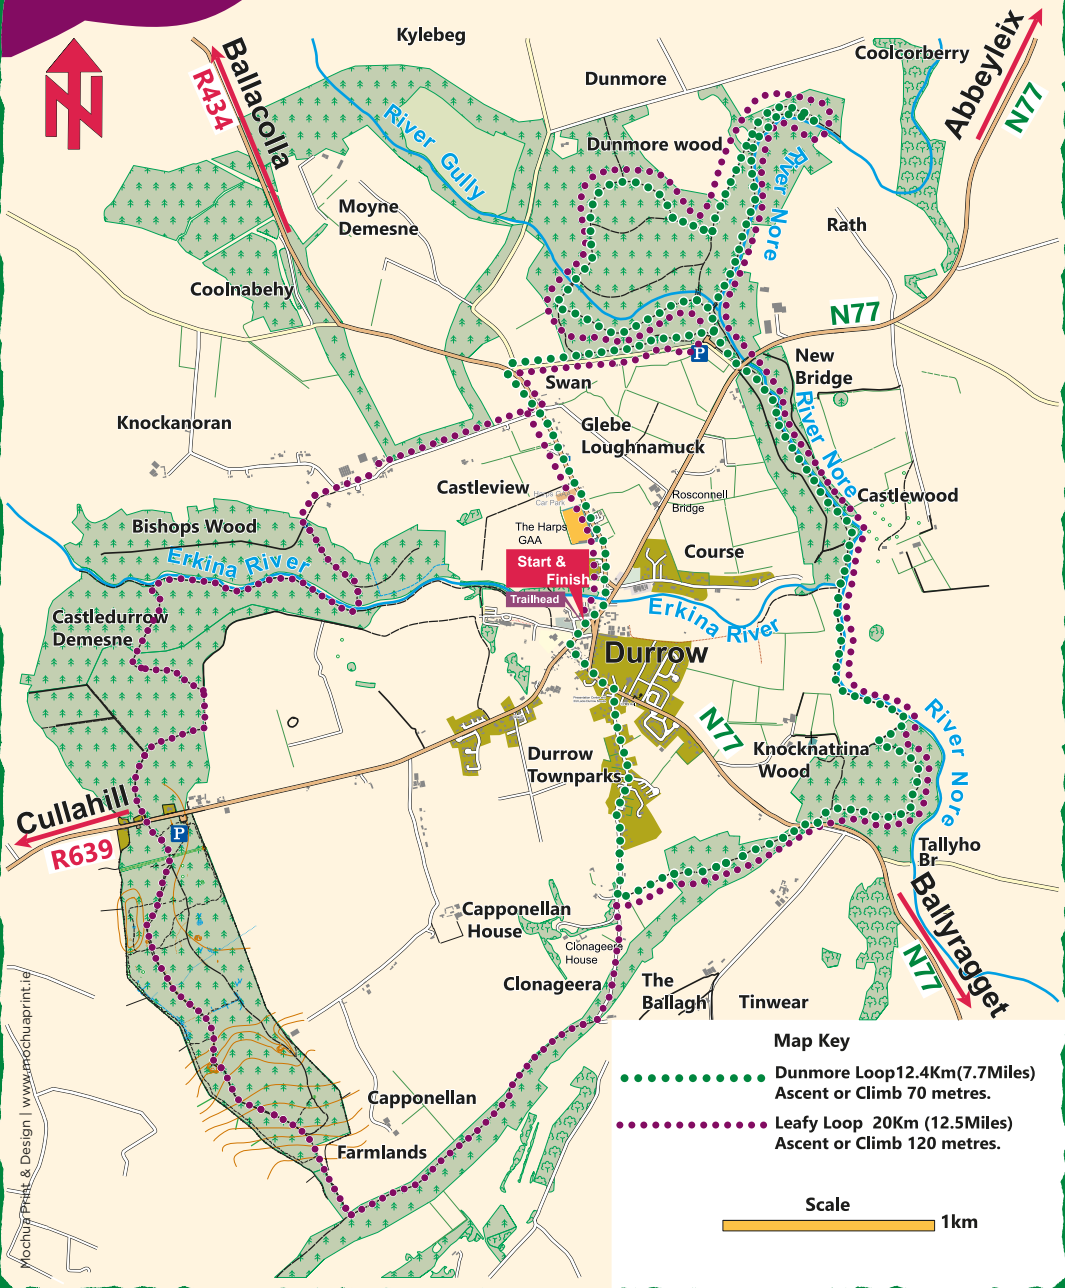 Kylebeg
Ballacolla
R434
Dunmore
Coolcorberry
Abbeyleix
N77
River Gully
Dunmore wood
River Nore
Moyne
Demesne
Rath
Coolnabehy
N77
P
New
Bridge
Swan
River Nore
Knockanoran
Glebe
Loughnamuck
Castleview
Rosconnell
Bridge
Castlewood
Car Park
The Harps
GAA
Bishops Wood
Course
Erkina River
Start &
Finish
Trailhead
Erkina River
Castledurrow
Demesne
Durrow
N77
River Nore
Knocknatrina
Wood
Durrow
Townparks
Cullahill
R639
P
Tallyho
Br
Ballyragget
N77
Capponellan
House
Clonageera
House
Clonageera
The
Ballagh
Tinwear
Capponellan
Farmlands
Map Key
Dunmore Loop12.4Km(7.7Miles)
Ascent or Climb 70 metres.
Leafy Loop 20Km (12.5Miles)
Ascent or Climb 120 metres.
Scale
1km
Mochua Print & Design | www.mochuaprint.ie